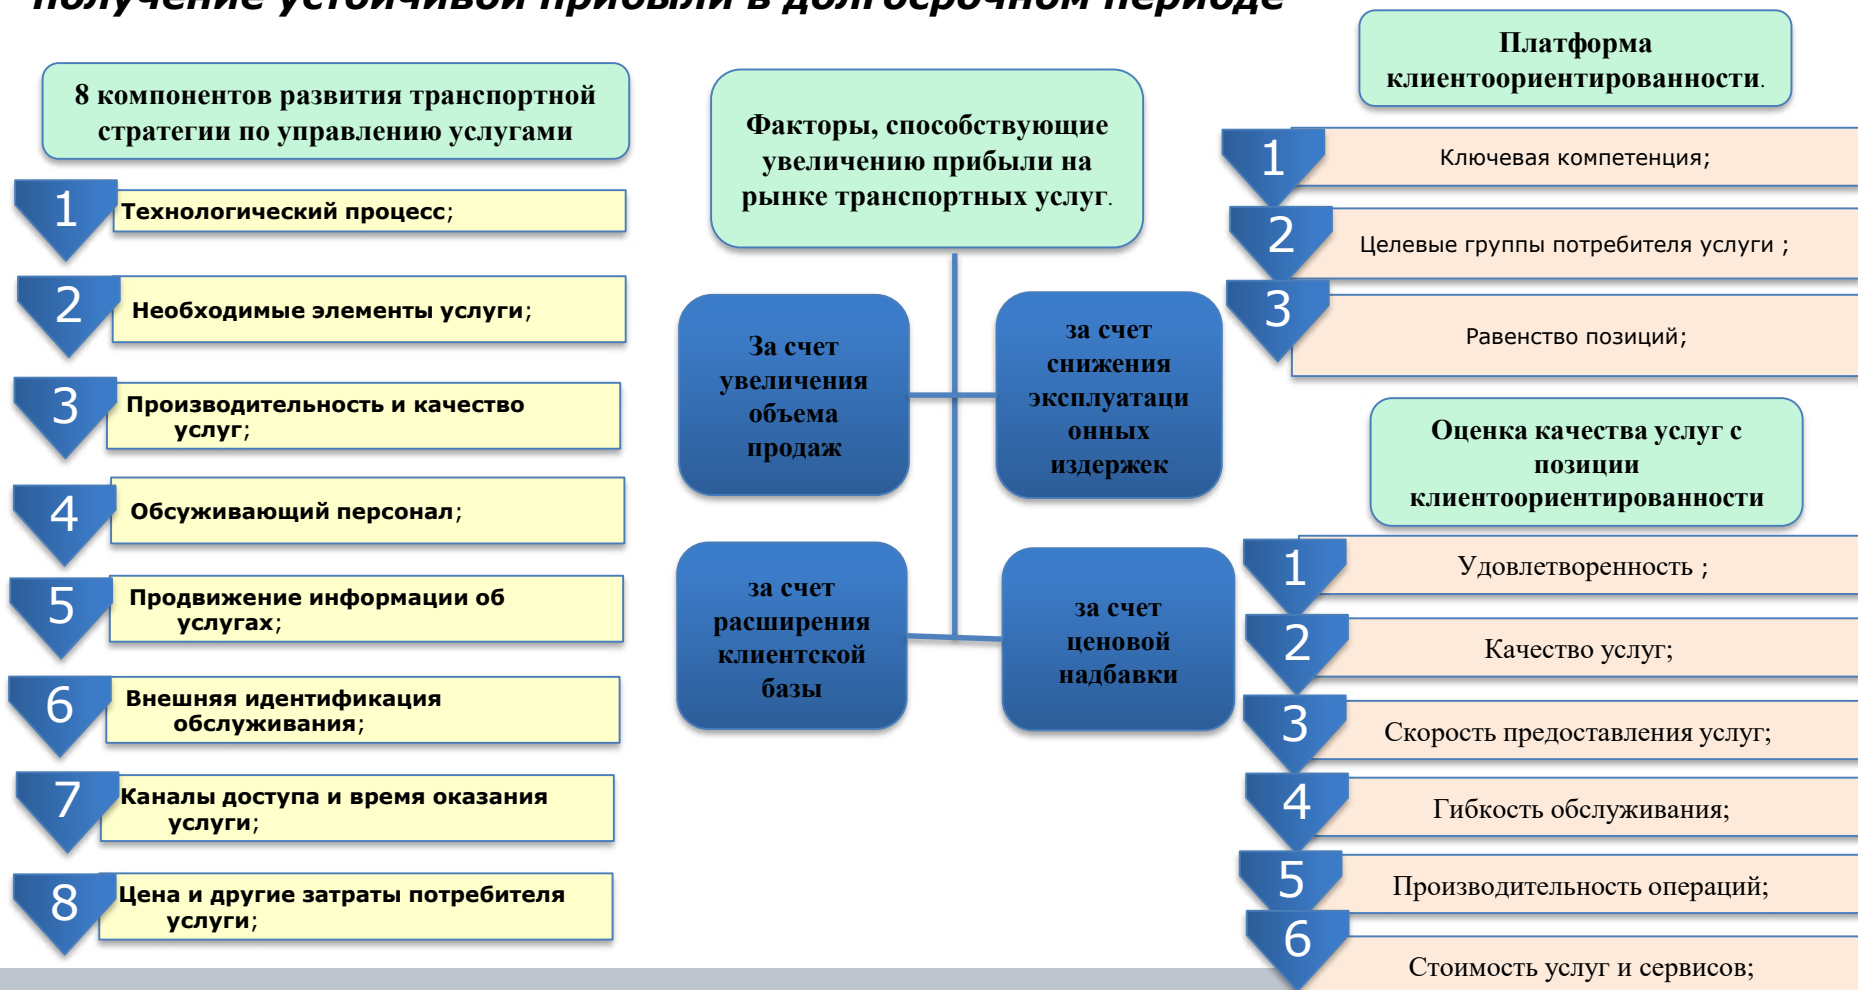 получение устойчивой прибыли в долгосрочном периоде
8 компонентов развития транспортной
стратегии по управлению услугами
1
Технологический процесс;
2
Необходимые элементы услуги;
3
Производительность и качество
услуг;
4
Обсуживающий персонал;
5
Продвижение информации об
услугах;
6
Внешняя идентификация
обслуживания;
7
Каналы доступа и время оказания
услуги;
8
Цена и другие затраты потребителя
услуги;
Факторы, способствующие
увеличению прибыли на
рынке транспортных услуг.
За счет
увеличения
объема
продаж
за счет
снижения
эксплуатаци
онных
издержек
за счет
расширения
клиентской
базы
за счет
ценовой
надбавки
Платформа
клиентоориентированности.
1
Ключевая компетенция;
2
Целевые группы потребителя услуги ;
3
Равенство позиций;
Оценка качества услуг с
позиции
клиентоориентированности
1
Удовлетворенность ;
2
Качество услуг;
3
Скорость предоставления услуг;
4
Гибкость обслуживания;
5
Производительность операций;
6
Стоимость услуг и сервисов;